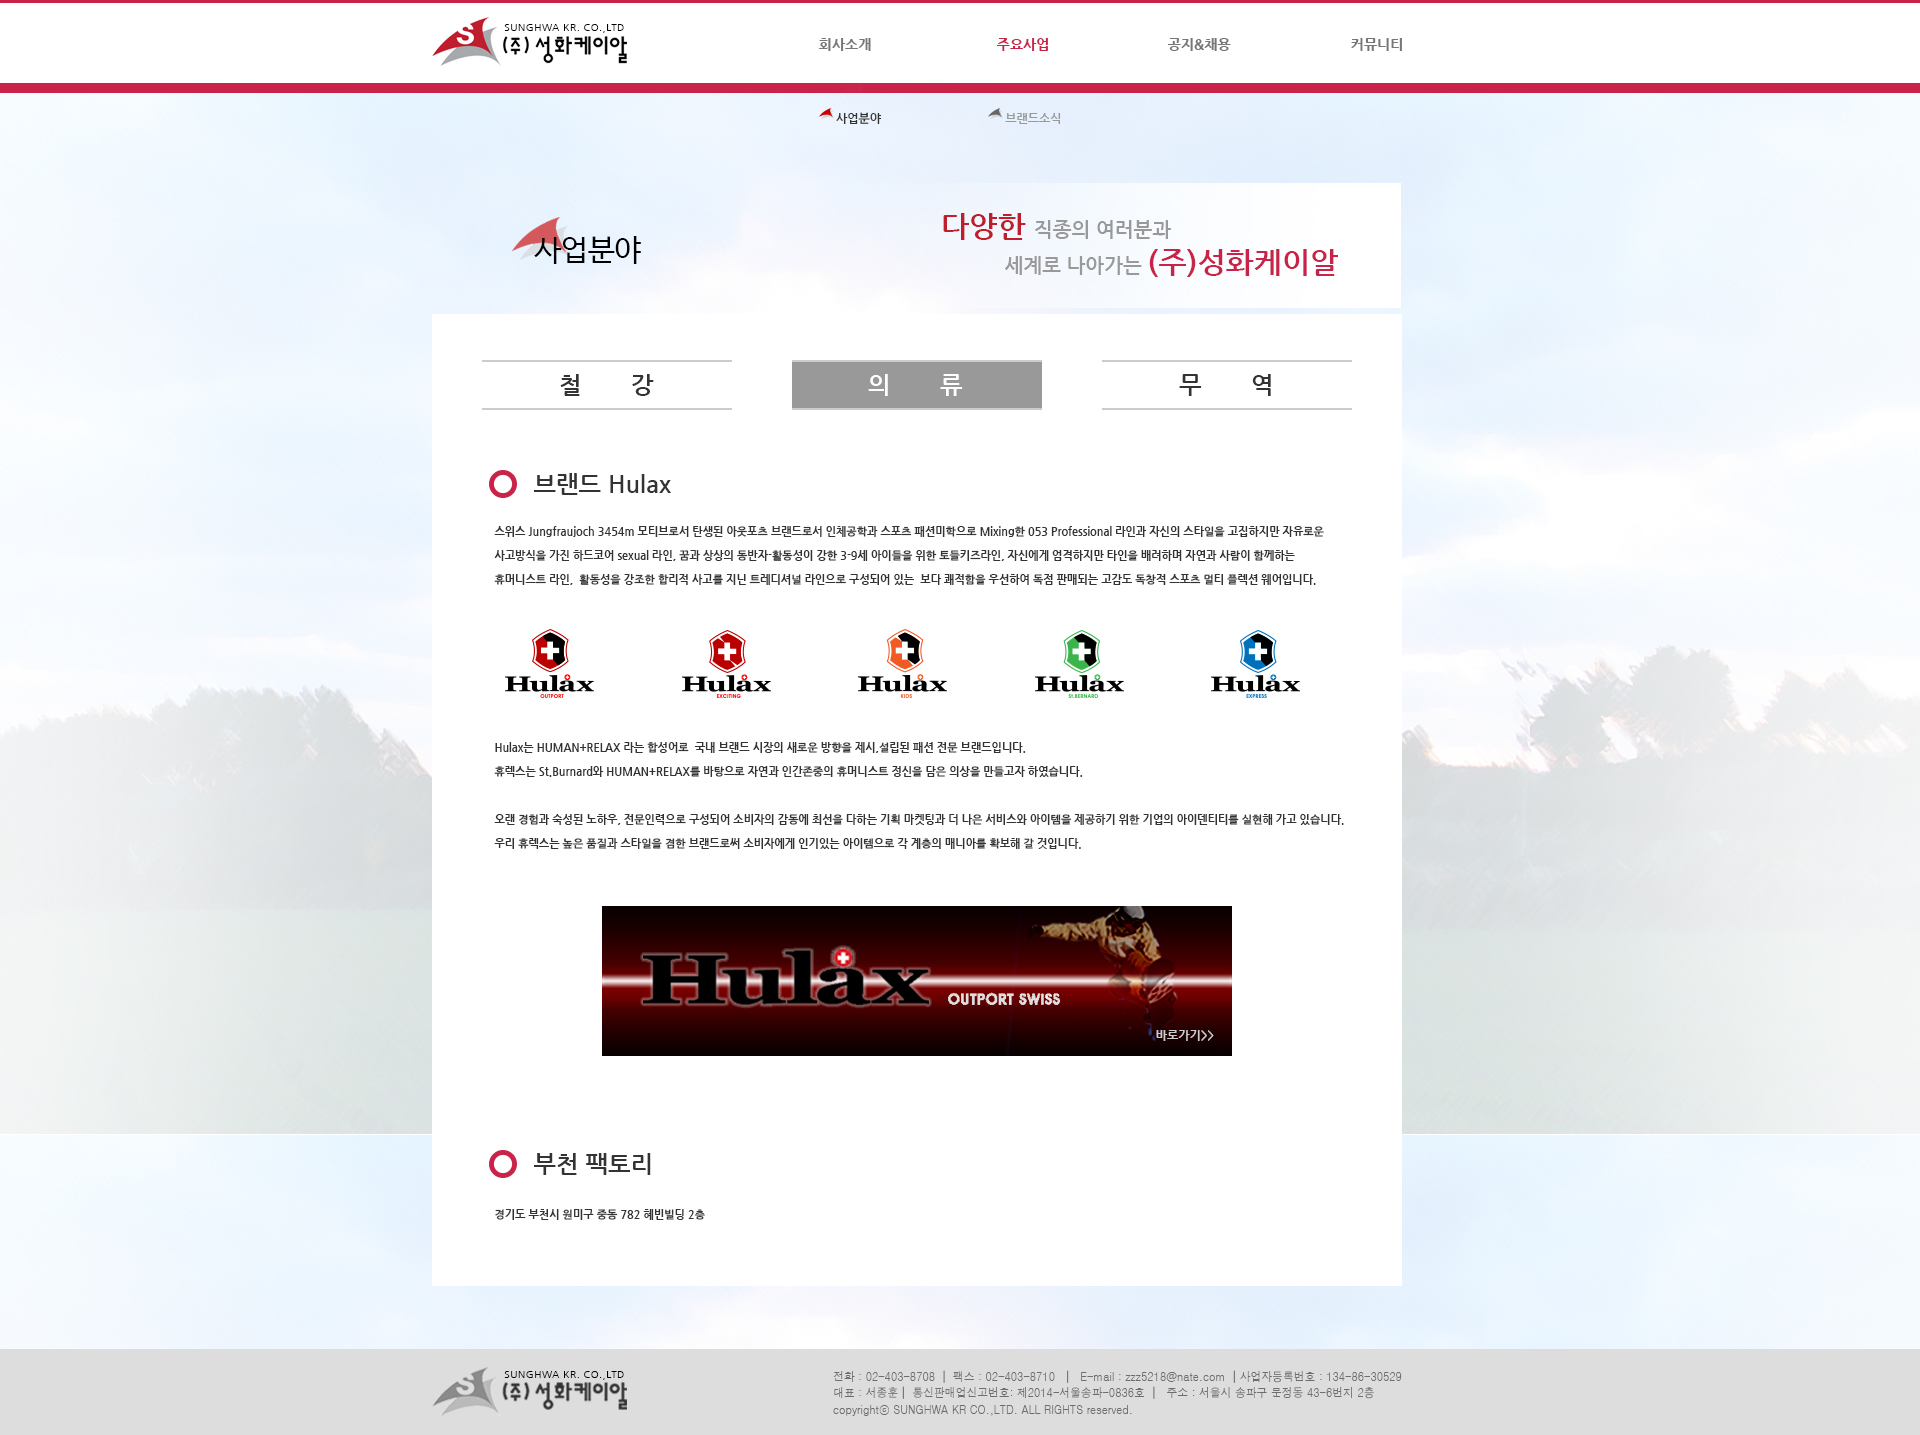 SUNGHWA KR. CO.,LTD
(주) 성화케이알
회사소개 주요사업 공지&채용 커뮤니티
사업분야 브랜드소식
사업분야
다양한 직종의 여러분과
세계로 나아가는 (주)성화케이알
철 강 의 류 무 역
브랜드 Hulax
스위스 Jungfraujoch 3454m 모티브로서 탄생된 아웃포츠 브랜드로서 인체공학과 스포츠 패션미학으로 Mixing한 053 Professional 라인과 자신의 스타일을 고집하지만 자유로운
사고방식을 가진 하드코어 sexual 라인, 꿈과 상상의 동반자-활동성이 강한 3-9세 아이들을 위한 토들키즈라인, 자신에게 엄격하지만 타인을 배려하며 자연과 사람이 함께하는
휴머니스트 라인, 활동성을 강조한 합리적 사고를 지닌 트레디셔널 라인으로 구성되어 있는 보다 쾌적함을 우선하여 독점 판매되는 고감도 독창적 스포츠 멀티 플렉션 웨어입니다.
Hulax Hulax Hulax Hulax Hulax
OUTPORT EXCITING KIDS ST.BERNARD EXPRESS
Hulax는 HUMAN+RELAX 라는 합성어로 국내 브랜드 시장의 새로운 방향을 제시,설립된 패션 전문 브랜드입니다.
휴렉스는 St.Burnard와 HUMAN+RELAX를 바탕으로 자연과 인간존중의 휴머니스트 정신을 담은 의상을 만들고자 하였습니다.
오랜 경험과 숙성된 노하우, 전문인력으로 구성되어 소비자의 감동에 최선을 다하는 기획 마켓팅과 더 나은 서비스와 아이템을 제공하기 위한 기업의 아이덴티티를 실현해 가고 있습니다.
우리 휴렉스는 높은 품질과 스타일을 겸한 브랜드로써 소비자에게 인기있는 아이템으로 각 계층의 매니아를 확보해 갈 것입니다.
Hulax OUTPORT SWISS
바로가기>>
부천 팩토리
경기도 부천시 원미구 중동 782 혜빈빌딩 2층
SUNGHWA KR. CO.,LTD
(주) 성화케이알
전화 : 02-403-8708 | 팩스 : 02-403-8710 | E-mail : zzz5218@nate.com | 사업자등록번호 : 134-86-30529
대표 : 서종훈 | 통신판매업신고번호: 제2014-서울송파-0836호 | 주소 : 서울시 송파구 문정동 43-6번지 2층
copyrightⓒ SUNGHWA KR CO.,LTD. ALL RIGHTS reserved.